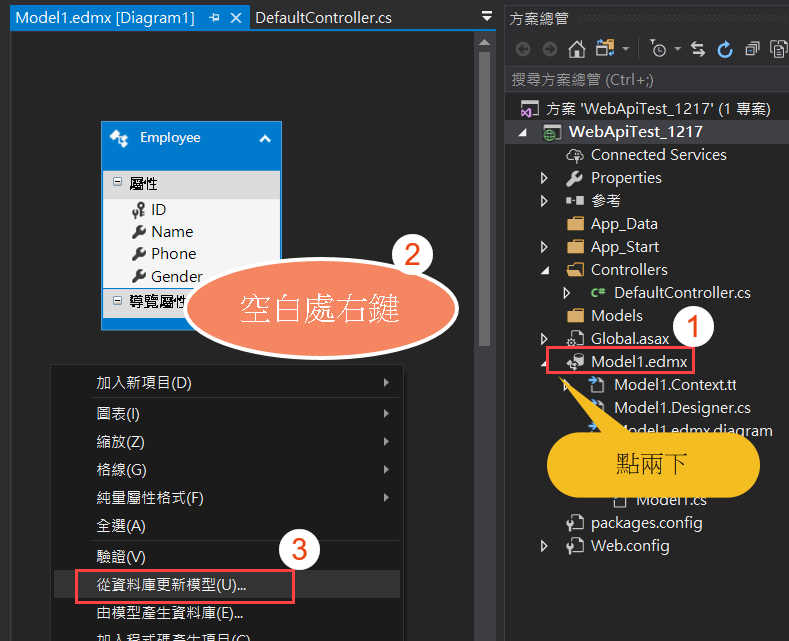 Model1.edmx [Diagram1]
DefaultController.cs
Employee
屬性
ID
Name
Phone
Gender
導覽屬性
2
空白處右鍵
加入新項目(D)
圖表(I)
縮放(Z)
格線(G)
純量屬性格式(F)
全選(A)
驗證(V)
3
從資料庫更新模型(U)...
由模型產生資料庫(E)...
加入程式碼產生項目(C)
方案總管
搜尋方案總管 (Ctrl+;)
方案 'WebApiTest_1217' (1 專案)
WebApiTest_1217
Connected Services
Properties
參考
App_Data
App_Start
Controllers
C# DefaultController.cs
Models
Global.asax
1
Model1.edmx
Model1.Context.tt
Model1.Designer.cs
Model1.edmx.diagram
點兩下
Model1.cs
packages.config
Web.config